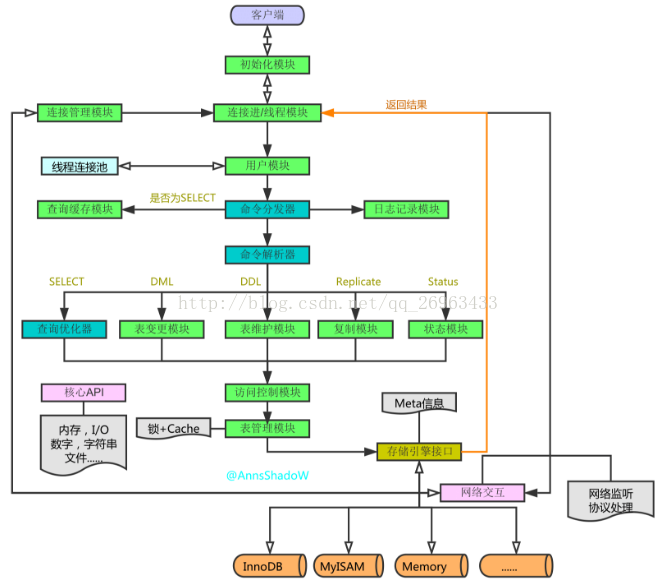 客户端
初始化模块
连接管理模块
连接进/线程模块
返回结果
线程连接池
用户模块
是否为SELECT
查询缓存模块
命令分发器
日志记录模块
命令解析器
SELECT
DML
DDL
Replicate
Status
http://blog.csdn.net/qq_26963433
查询优化器
表变更模块
表维护模块
复制模块
状态模块
核心API
访问控制模块
Meta信息
内存，I/O
数字，字符串
文件......
锁+Cache
表管理模块
存储引擎接口
@AnnsShadoW
网络交互
网络监听
协议处理
InnoDB
MyISAM
Memory
......